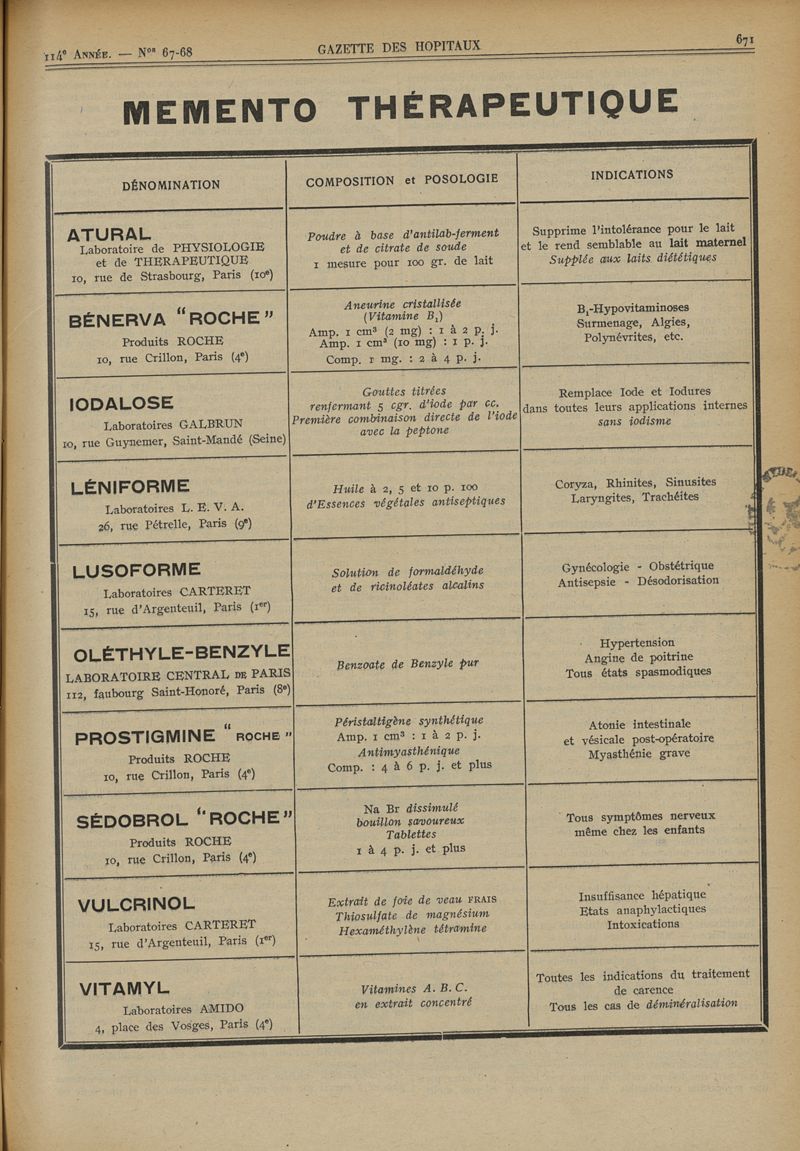 114e ANNÉE. — Nos 67-68
GAZETTE DES HOPITAUX
671
MEMENTO THÉRAPEUTIQUE
DÉNOMINATION
COMPOSITION et POSOLOGIE
INDICATIONS
ATURAL
Laboratoire de PHYSIOLOGIE
et de THERAPEUTIQUE
10, rue de Strasbourg, Paris (10e)
Poudre à base d'antilab-ferment
et de citrate de soude
1 mesure pour 100 gr. de lait
Supprime l'intolérance pour le lait
et le rend semblable au lait maternel
Supplée aux laits diététiques
BÉNERVA “ROCHE”
Produits ROCHE
10, rue Crillon, Paris (4e)
Aneurine cristallisée
(Vitamine B1)
Amp. 1 cm³ (2 mg) : 1 à 2 p. j.
Amp. 1 cm³ (10 mg) : 1 p. j.
Comp. 1 mg. : 2 à 4 p. j.
B1-Hypovitaminoses
Surmenage, Algies,
Polynévrites, etc.
IODALOSE
Laboratoires GALBRUN
10, rue Guynemer, Saint-Mandé (Seine)
Gouttes titrées
renfermant 5 cgr. d'iode par cc.
Première combinaison directe de l'iode
avec la peptone
Remplace Iode et Iodures
dans toutes leurs applications internes
sans iodisme
LÉNIFORME
Laboratoires L. E. V. A.
26, rue Pétrelle, Paris (9e)
Huile à 2, 5 et 10 p. 100
d'Essences végétales antiseptiques
Coryza, Rhinites, Sinusites
Laryngites, Trachéites
LUSOFORME
Laboratoires CARTERET
15, rue d'Argenteuil, Paris (1er)
Solution de formaldéhyde
et de ricinoléates alcalins
Gynécologie - Obstétrique
Antisepsie - Désodorisation
OLÉTHYLE-BENZYLE
LABORATOIRE CENTRAL DE PARIS
112, faubourg Saint-Honoré, Paris (8e)
Benzoate de Benzyle pur
Hypertension
Angine de poitrine
Tous états spasmodiques
PROSTIGMINE “ROCHE”
Produits ROCHE
10, rue Crillon, Paris (4e)
Péristaltigène synthétique
Amp. 1 cm³ : 1 à 2 p. j.
Antimyasthénique
Comp. : 4 à 6 p. j. et plus
Atonie intestinale
et vésicale post-opératoire
Myasthénie grave
SÉDOBROL “ROCHE”
Produits ROCHE
10, rue Crillon, Paris (4e)
Na Br dissimulé
bouillon savoureux
Tablettes
1 à 4 p. j. et plus
Tous symptômes nerveux
même chez les enfants
VULCRINOL
Laboratoires CARTERET
15, rue d'Argenteuil, Paris (1er)
Extrait de foie de veau FRAIS
Thiosulfate de magnésium
Hexaméthylène tétramine
Insuffisance hépatique
Etats anaphylactiques
Intoxications
VITAMYL
Laboratoires AMIDO
4, place des Vosges, Paris (4e)
Vitamines A. B. C.
en extrait concentré
Toutes les indications du traitement
de carence
Tous les cas de déminéralisation